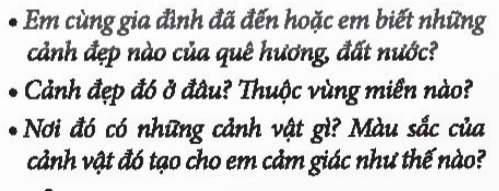 • Em cùng gia đình đã đến hoặc em biết những
cảnh đẹp nào của quê hương, đất nước?
• Cảnh đẹp đó ở đâu? Thuộc vùng miền nào?
• Nơi đó có những cảnh vật gì? Màu sắc của
cảnh vật đó tạo cho em cảm giác như thế nào?